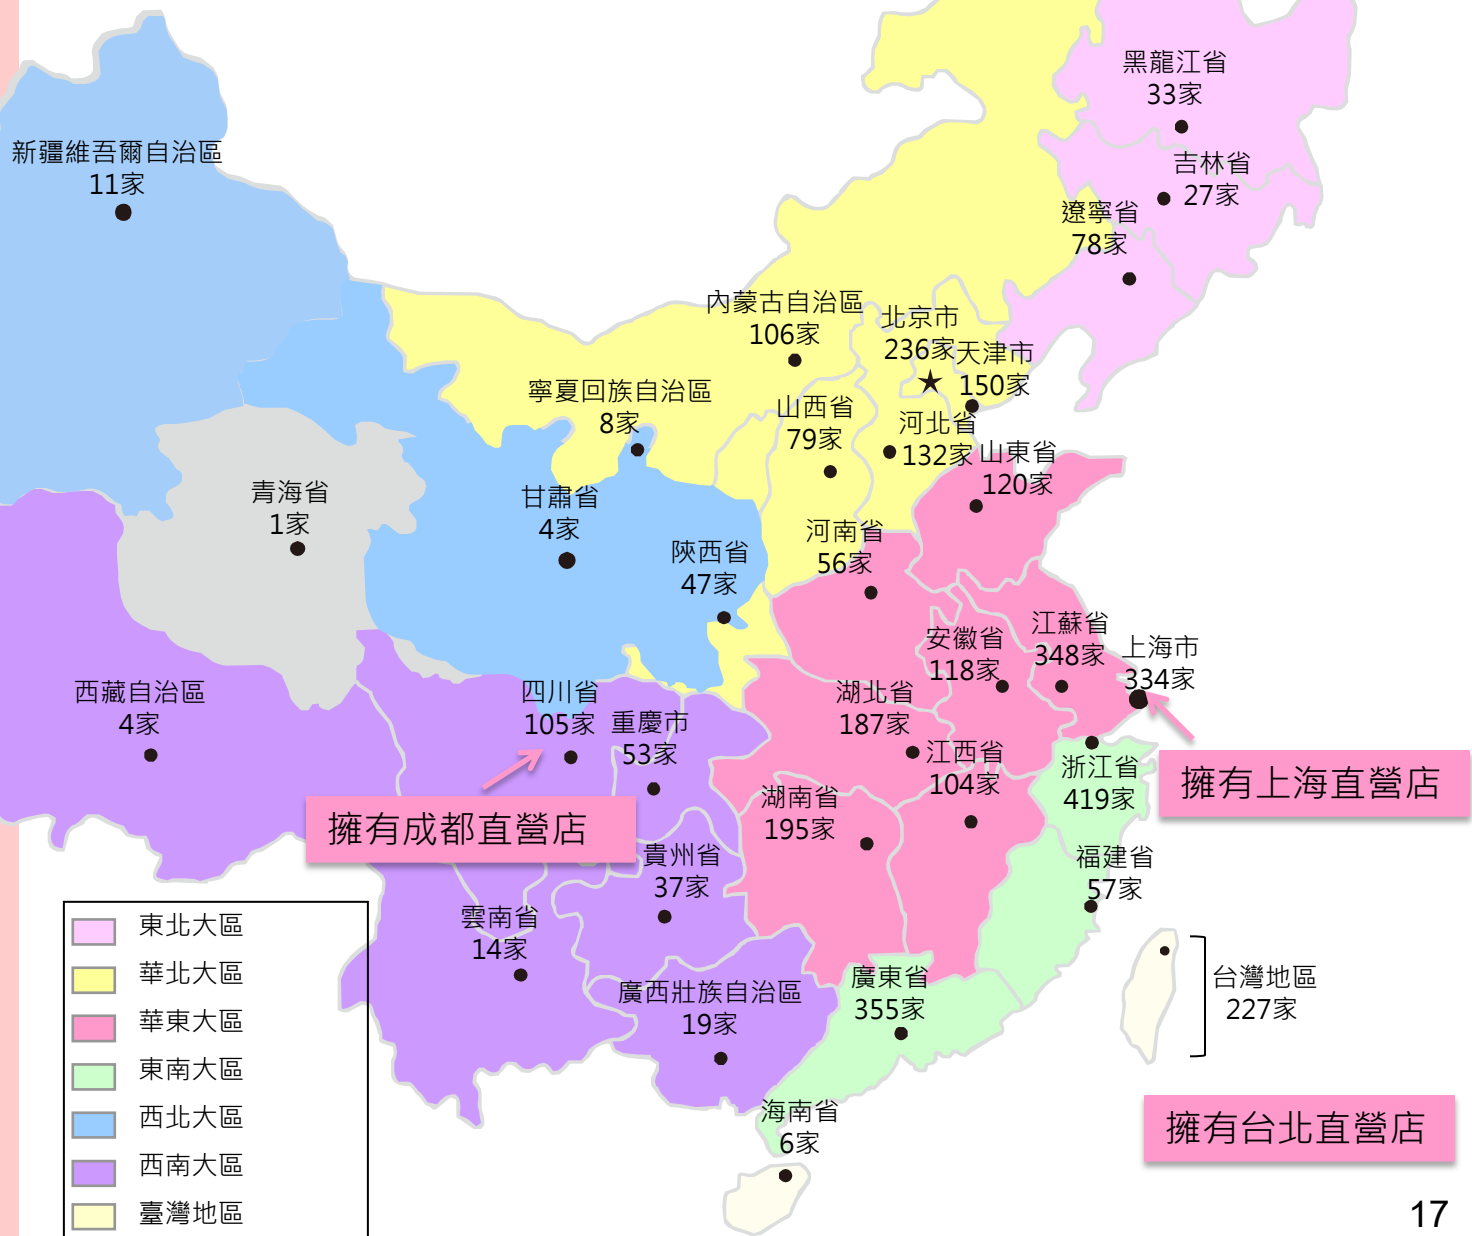 黑龍江省
33家
吉林省
27家
遼寧省
78家
新疆維吾爾自治區
11家
內蒙古自治區
106家
北京市
236家
天津市
150家
寧夏回族自治區
8家
山西省
79家
河北省
132家
山東省
120家
青海省
1家
甘肅省
4家
陝西省
47家
河南省
56家
安徽省
118家
江蘇省
348家
上海市
334家
西藏自治區
4家
四川省
105家
重慶市
53家
湖北省
187家
江西省
104家
浙江省
419家
擁有上海直營店
湖南省
195家
擁有成都直營店
貴州省
37家
福建省
57家
雲南省
14家
廣西壯族自治區
19家
廣東省
355家
台灣地區
227家
海南省
6家
擁有台北直營店
東北大區
華北大區
華東大區
東南大區
西北大區
西南大區
臺灣地區
17